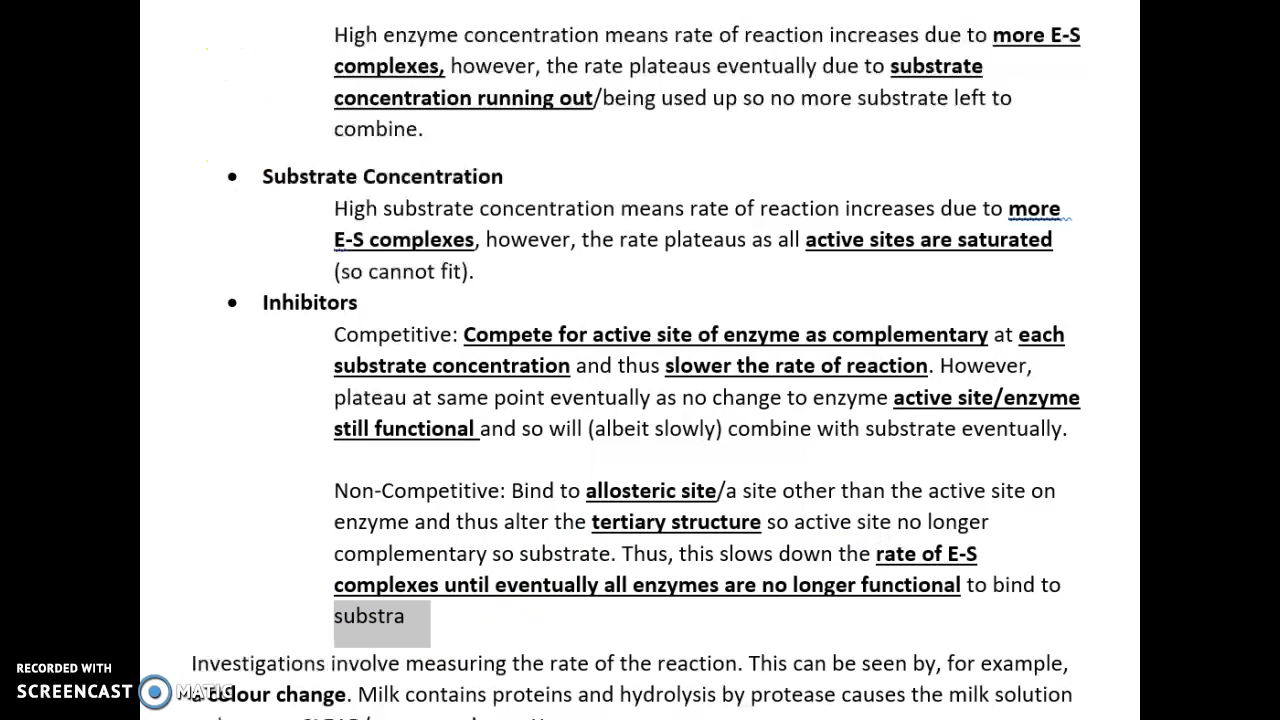 High enzyme concentration means rate of reaction increases due to more E-S
complexes, however, the rate plateaus eventually due to substrate
concentration running out/being used up so no more substrate left to
combine.
• Substrate Concentration
High substrate concentration means rate of reaction increases due to more
E-S complexes, however, the rate plateaus as all active sites are saturated
(so cannot fit).
• Inhibitors
Competitive: Compete for active site of enzyme as complementary at each
substrate concentration and thus slower the rate of reaction. However,
plateau at same point eventually as no change to enzyme active site/enzyme
still functional and so will (albeit slowly) combine with substrate eventually.
Non-Competitive: Bind to allosteric site/a site other than the active site on
enzyme and thus alter the tertiary structure so active site no longer
complementary so substrate. Thus, this slows down the rate of E-S
complexes until eventually all enzymes are no longer functional to bind to
substra
Investigations involve measuring the rate of the reaction. This can be seen by, for example,
colour change. Milk contains proteins and hydrolysis by protease causes the milk solution
RECORDED WITH
SCREENCAST MATIC